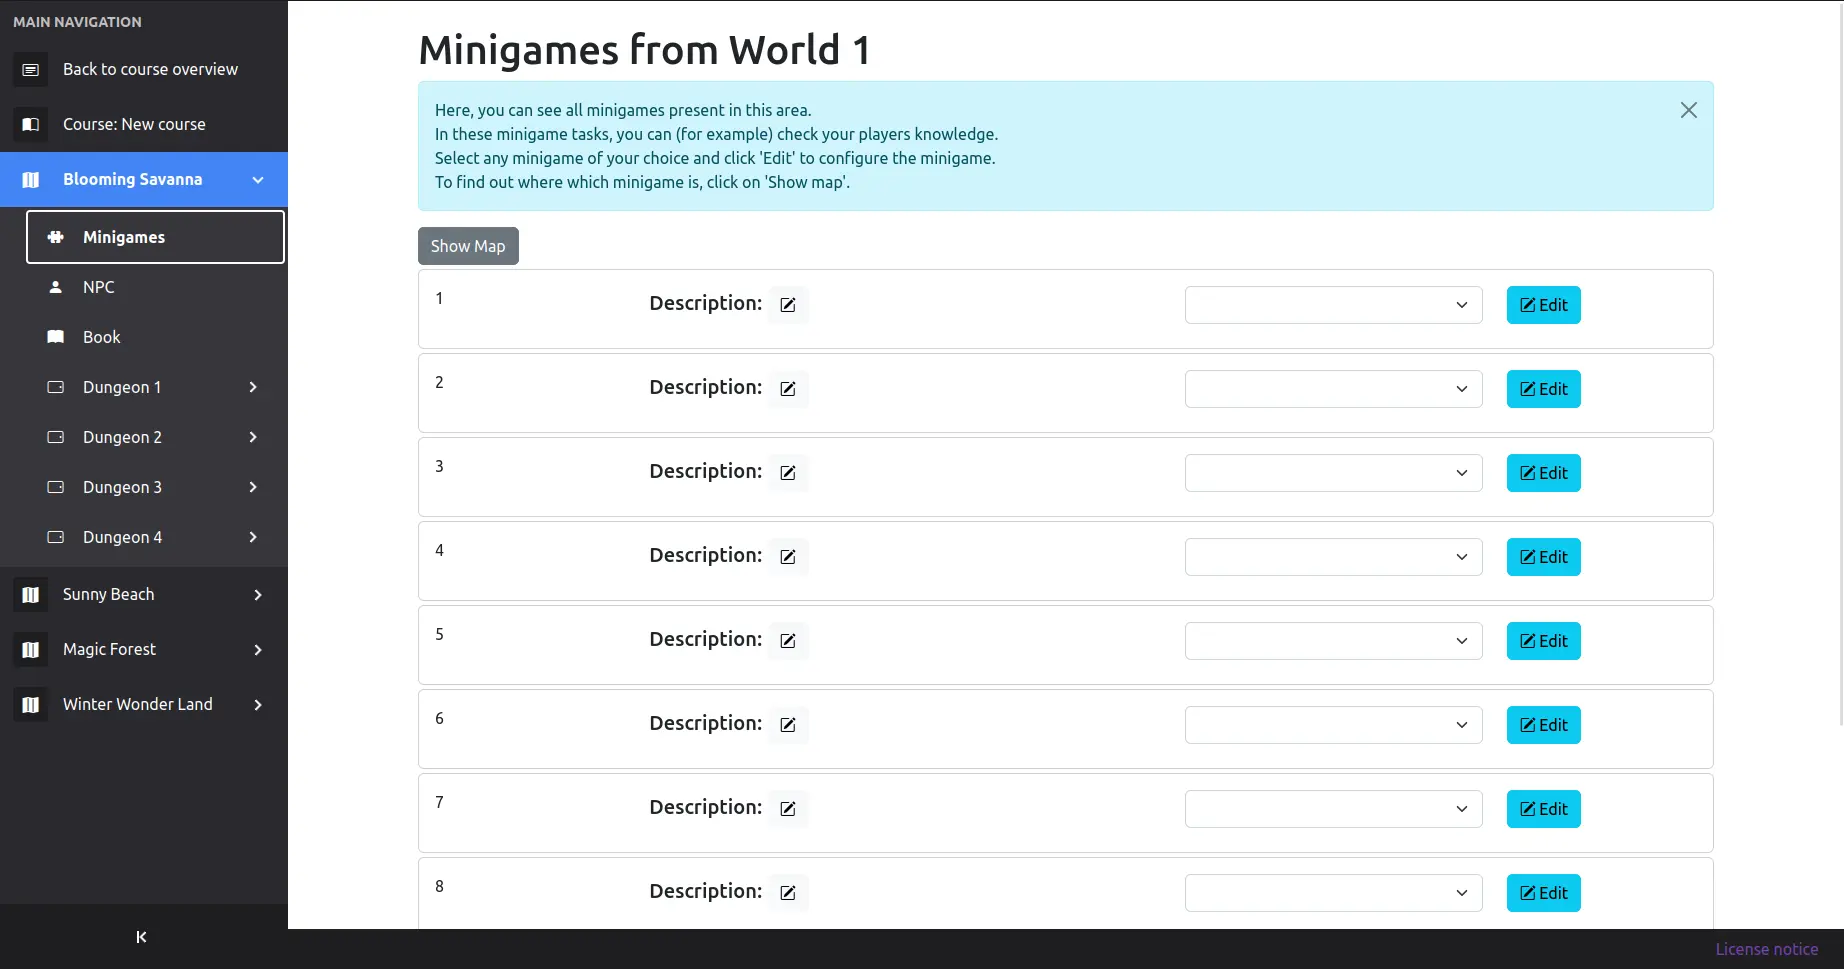 MAIN NAVIGATION
Back to course overview
Course: New course
Blooming Savanna
Minigames
NPC
Book
Dungeon 1
Dungeon 2
Dungeon 3
Dungeon 4
Sunny Beach
Magic Forest
Winter Wonder Land
Minigames from World 1
Here, you can see all minigames present in this area.
In these minigame tasks, you can (for example) check your players knowledge.
Select any minigame of your choice and click 'Edit' to configure the minigame.
To find out where which minigame is, click on 'Show map'.
Show Map
1 Description: Edit
2 Description: Edit
3 Description: Edit
4 Description: Edit
5 Description: Edit
6 Description: Edit
7 Description: Edit
8 Description: Edit
License notice